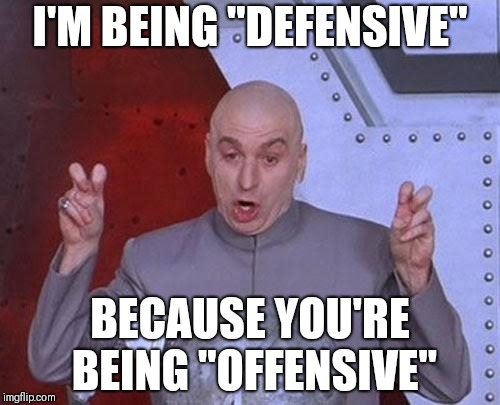 I'M BEING "DEFENSIVE"
BECAUSE YOU'RE
BEING "OFFENSIVE"
imgflip.com